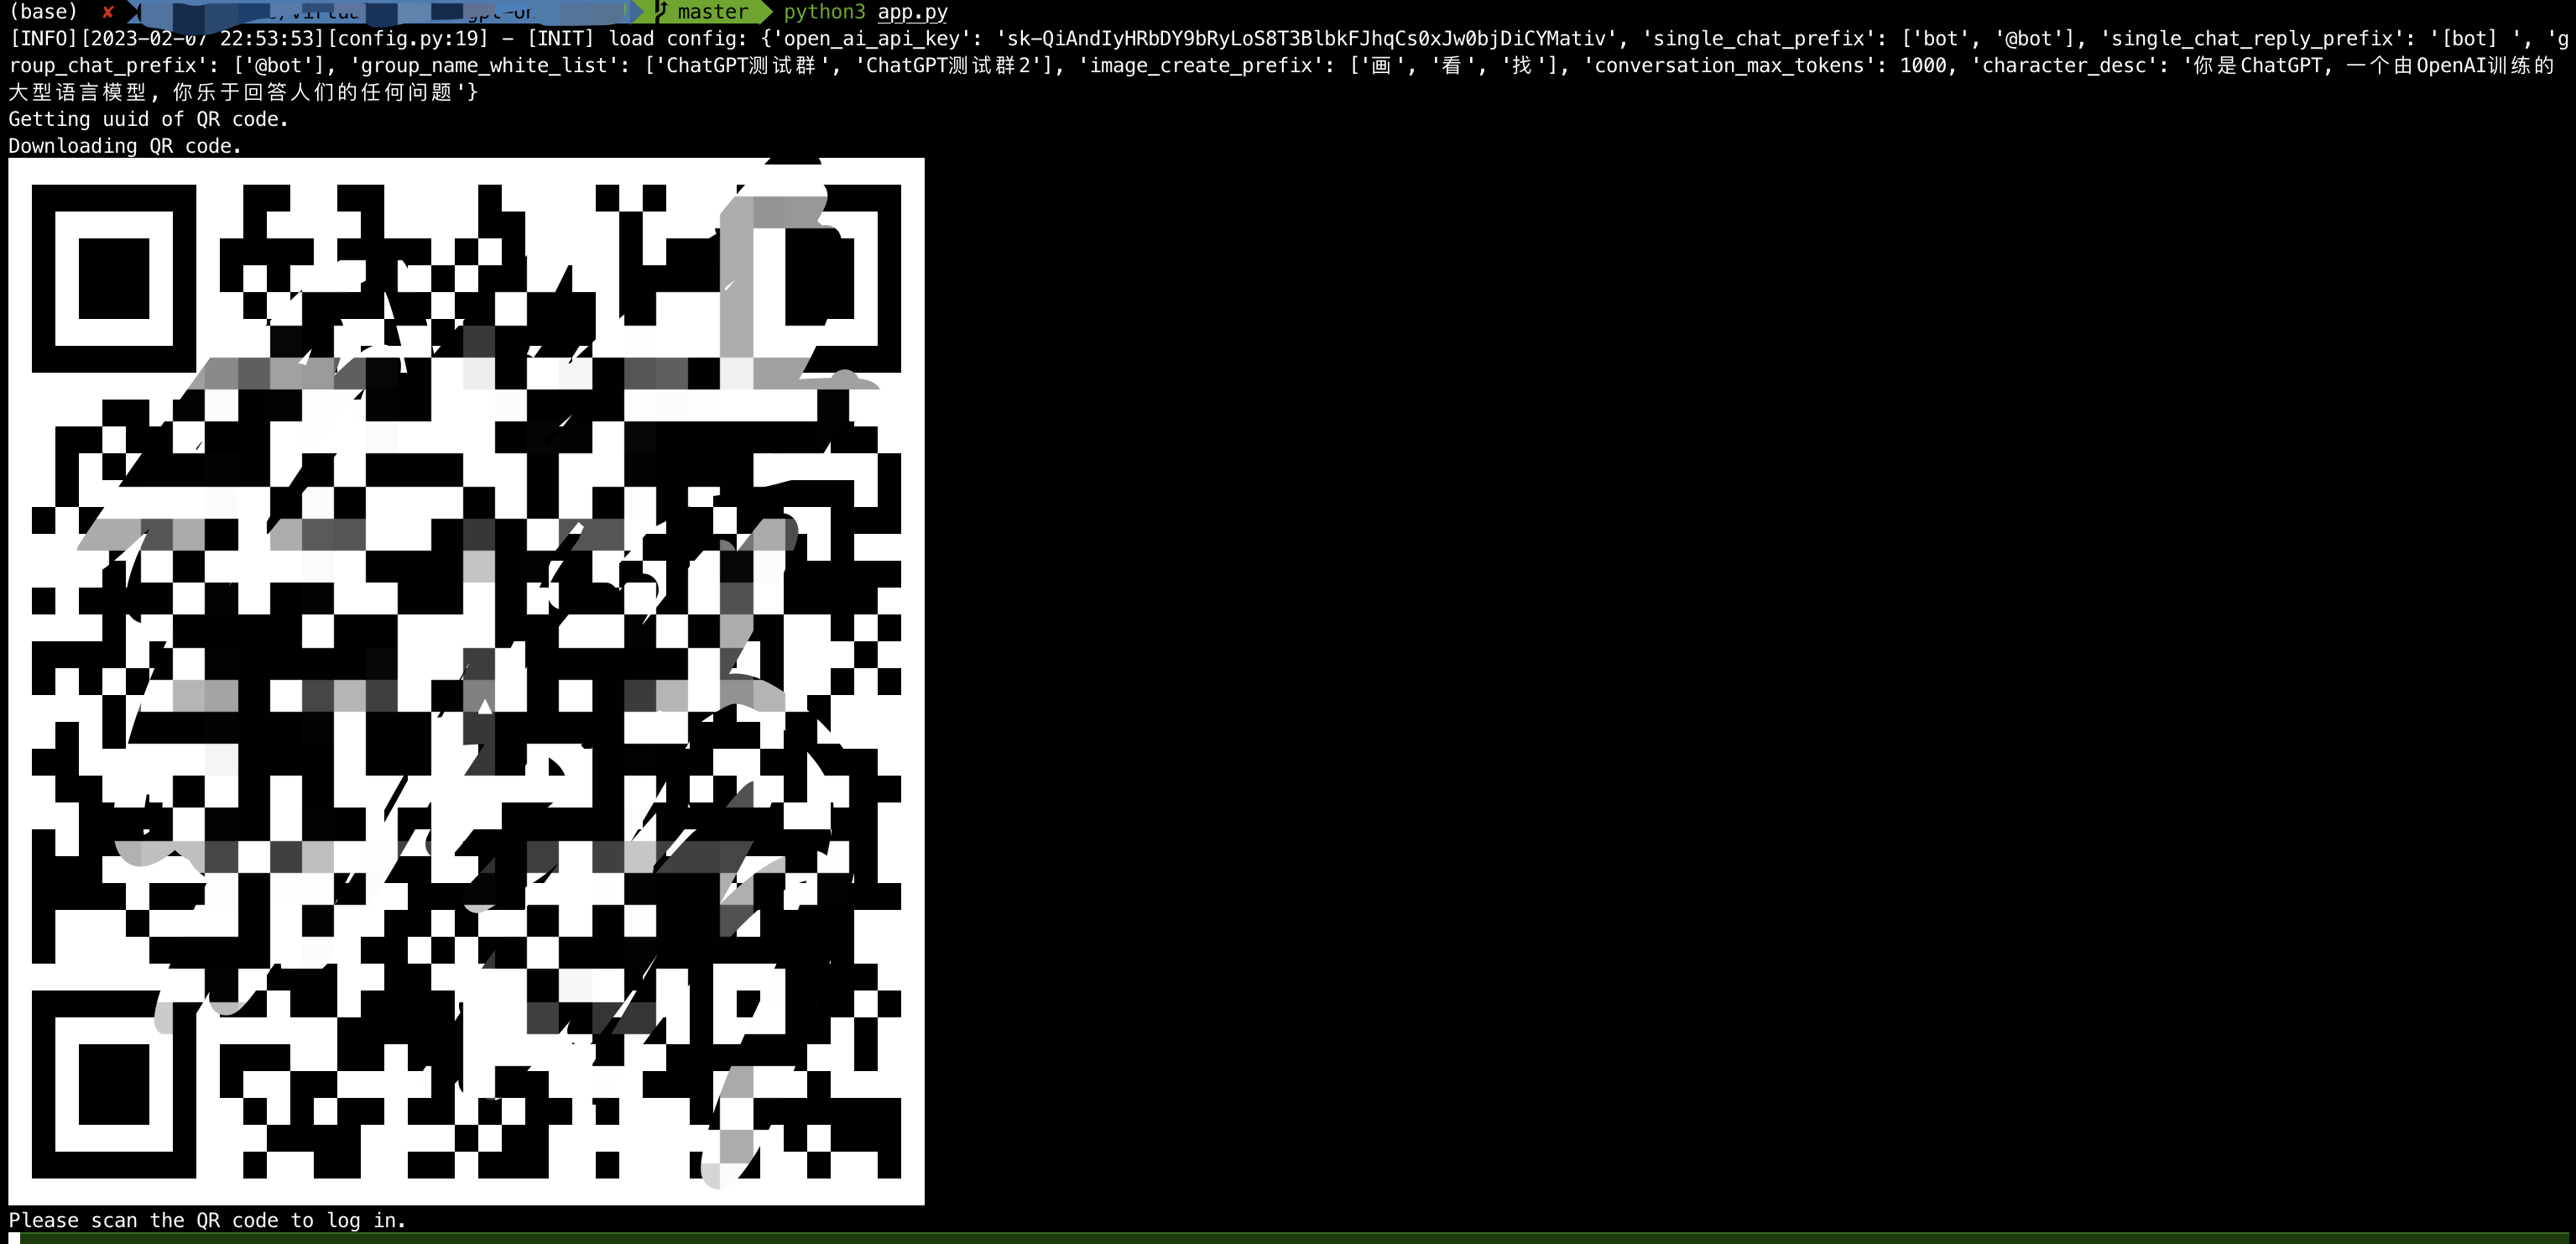 (base) ✘ master python3 app.py
[INFO][2023-02-07 22:53:53][config.py:19] - [INIT] load config: {'open_ai_api_key': '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', 'single_chat_prefix': ['bot', '@bot'], 'single_chat_reply_prefix': '[bot] ', 'g
roup_chat_prefix': ['@bot'], 'group_name_white_list': ['ChatGPT测试群', 'ChatGPT测试群2'], 'image_create_prefix': ['画', '看', '找'], 'conversation_max_tokens': 1000, 'character_desc': '你是ChatGPT, 一个由OpenAI训练的
大型语言模型, 你乐于回答人们的任何问题'}
Getting uuid of QR code.
Downloading QR code.
Please scan the QR code to log in.